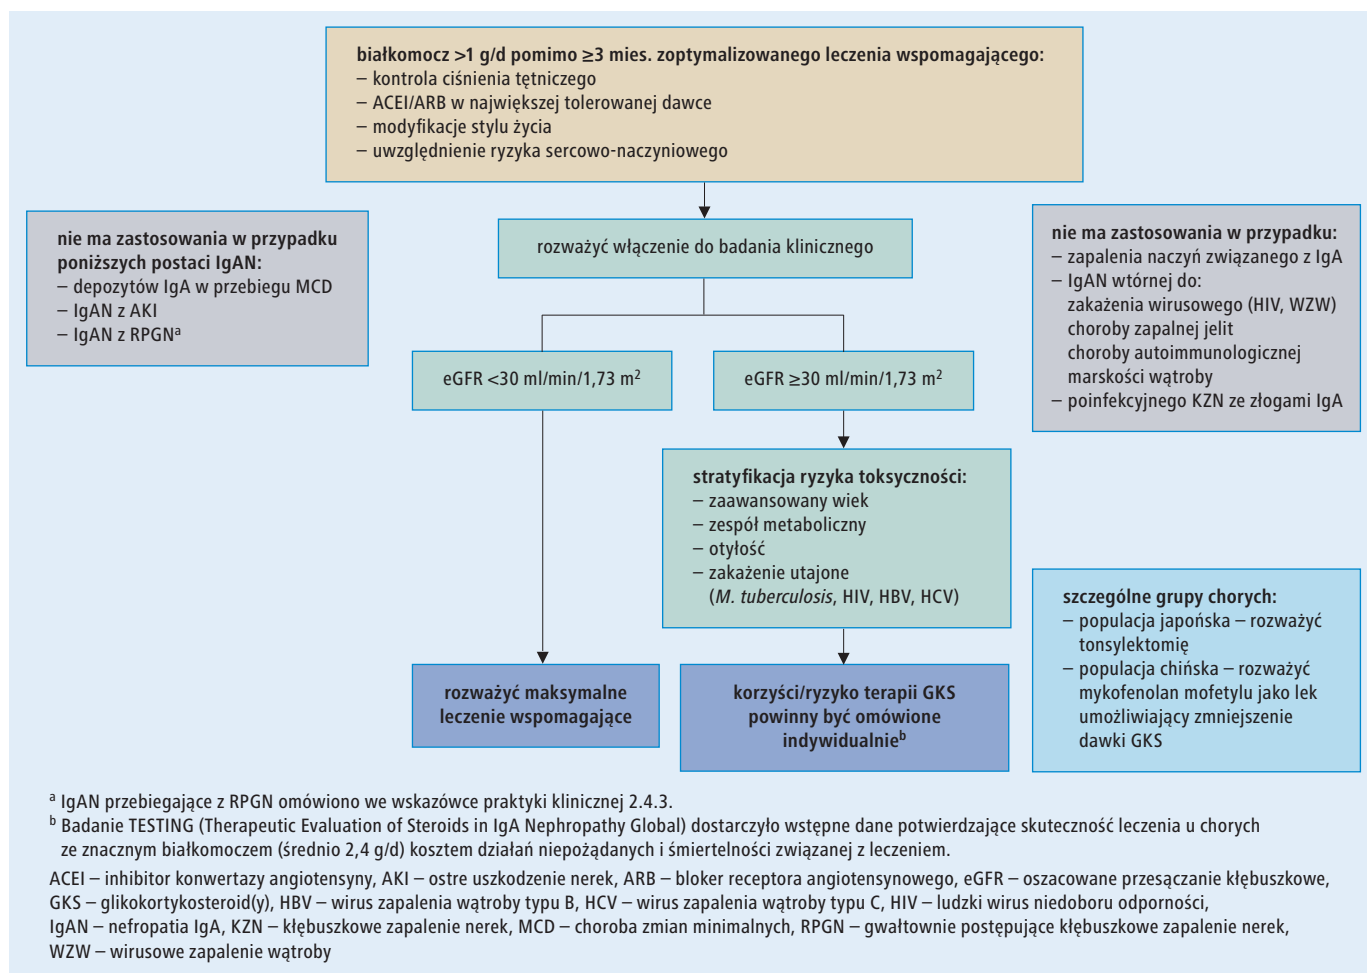 białkomocz >1 g/d pomimo ≥3 mies. zoptymalizowanego leczenia wspomagającego:
– kontrola ciśnienia tętniczego
– ACEI/ARB w największej tolerowanej dawce
– modyfikacje stylu życia
– uwzględnienie ryzyka sercowo-naczyniowego
nie ma zastosowania w przypadku
poniższych postaci IgAN:
– depozytów IgA w przebiegu MCD
– IgAN z AKI
– IgAN z RPGNᵃ
rozważyć włączenie do badania klinicznego
nie ma zastosowania w przypadku:
– zapalenia naczyń związanego z IgA
– IgAN wtórnej do:
zakażenia wirusowego (HIV, WZW)
choroby zapalnej jelit
choroby autoimmunologicznej
marskości wątroby
– poinfekcyjnego KZN ze złogami IgA
eGFR <30 ml/min/1,73 m²
eGFR ≥30 ml/min/1,73 m²
stratyfikacja ryzyka toksyczności:
– zaawansowany wiek
– zespół metaboliczny
– otyłość
– zakażenie utajone
(M. tuberculosis, HIV, HBV, HCV)
szczególne grupy chorych:
– populacja japońska – rozważyć
tonsylektomię
– populacja chińska – rozważyć
mykofenolan mofetylu jako lek
umożliwiający zmniejszenie
dawki GKS
rozważyć maksymalne
leczenie wspomagające
korzyści/ryzyko terapii GKS
powinny być omówione
indywidualnieᵇ
ᵃ IgAN przebiegające z RPGN omówiono we wskazówce praktyki klinicznej 2.4.3.
ᵇ Badanie TESTING (Therapeutic Evaluation of Steroids in IgA Nephropathy Global) dostarczyło wstępne dane potwierdzające skuteczność leczenia u chorych
ze znacznym białkomoczem (średnio 2,4 g/d) kosztem działań niepożądanych i śmiertelności związanej z leczeniem.
ACEI – inhibitor konwertazy angiotensyny, AKI – ostre uszkodzenie nerek, ARB – bloker receptora angiotensynowego, eGFR – oszacowane przesączanie kłębuszkowe,
GKS – glikokortykosteroid(y), HBV – wirus zapalenia wątroby typu B, HCV – wirus zapalenia wątroby typu C, HIV – ludzki wirus niedoboru odporności,
IgAN – nefropatia IgA, KZN – kłębuszkowe zapalenie nerek, MCD – choroba zmian minimalnych, RPGN – gwałtownie postępujące kłębuszkowe zapalenie nerek,
WZW – wirusowe zapalenie wątroby